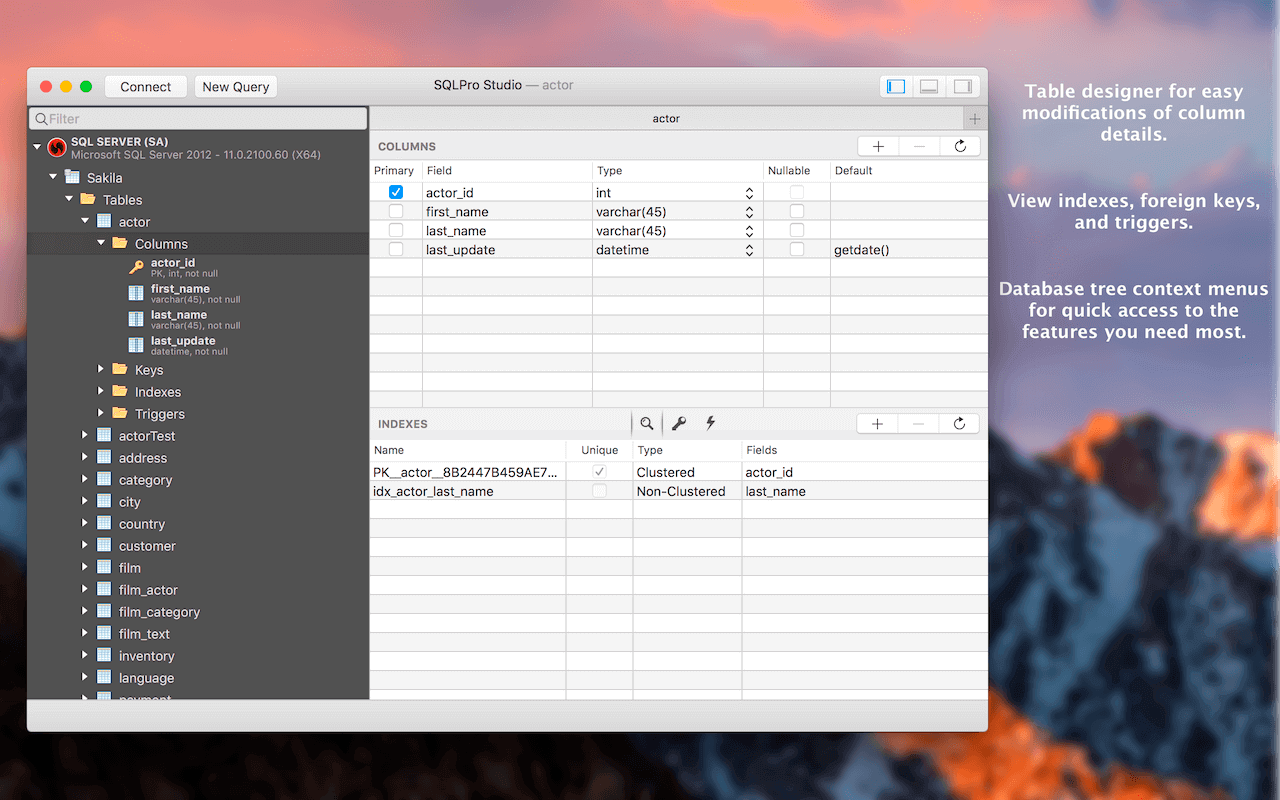 Connect
New Query
SQLPro Studio — actor
Filter
actor
SQL SERVER (SA)
Microsoft SQL Server 2012 - 11.0.2100.60 (X64)
Sakila
Tables
actor
Columns
actor_id
PK, int, not null
first_name
varchar(45), not null
last_name
varchar(45), not null
last_update
datetime, not null
Keys
Indexes
Triggers
actorTest
address
category
city
country
customer
film
film_actor
film_category
film_text
inventory
language
payment
COLUMNS
Primary Field Type Nullable Default
actor_id int
first_name varchar(45)
last_name varchar(45)
last_update datetime getdate()
INDEXES
Name Unique Type Fields
PK__actor__8B2447B459AE7... Clustered actor_id
idx_actor_last_name Non-Clustered last_name
Table designer for easy
modifications of column
details.
View indexes, foreign keys,
and triggers.
Database tree context menus
for quick access to the
features you need most.